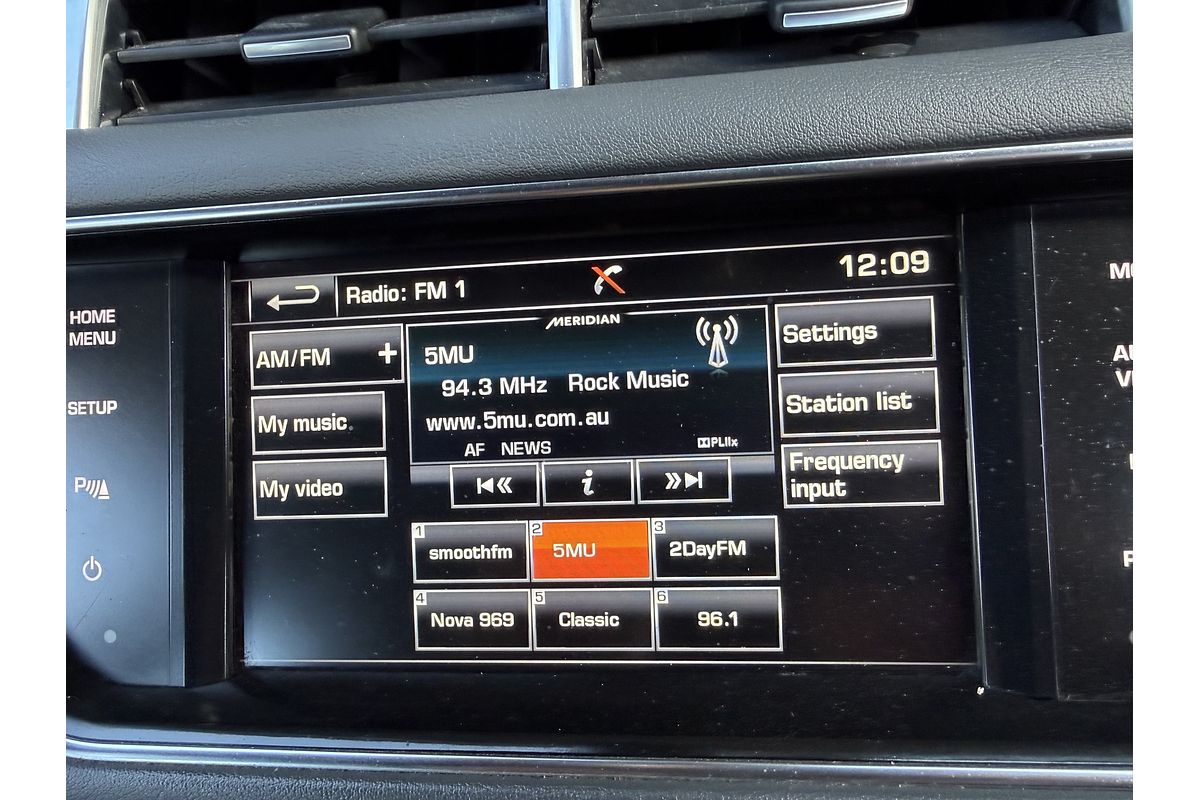 HOME
MENU
SETUP
P
Radio: FM 1
12:09
AM/FM +
My music
My video
MERIDIAN
5MU
94.3 MHz Rock Music
www.5mu.com.au
AF NEWS
PLIIx
i
Settings
Station list
Frequency
input
1 smoothfm
2 5MU
3 2DayFM
4 Nova 969
5 Classic
6 96.1